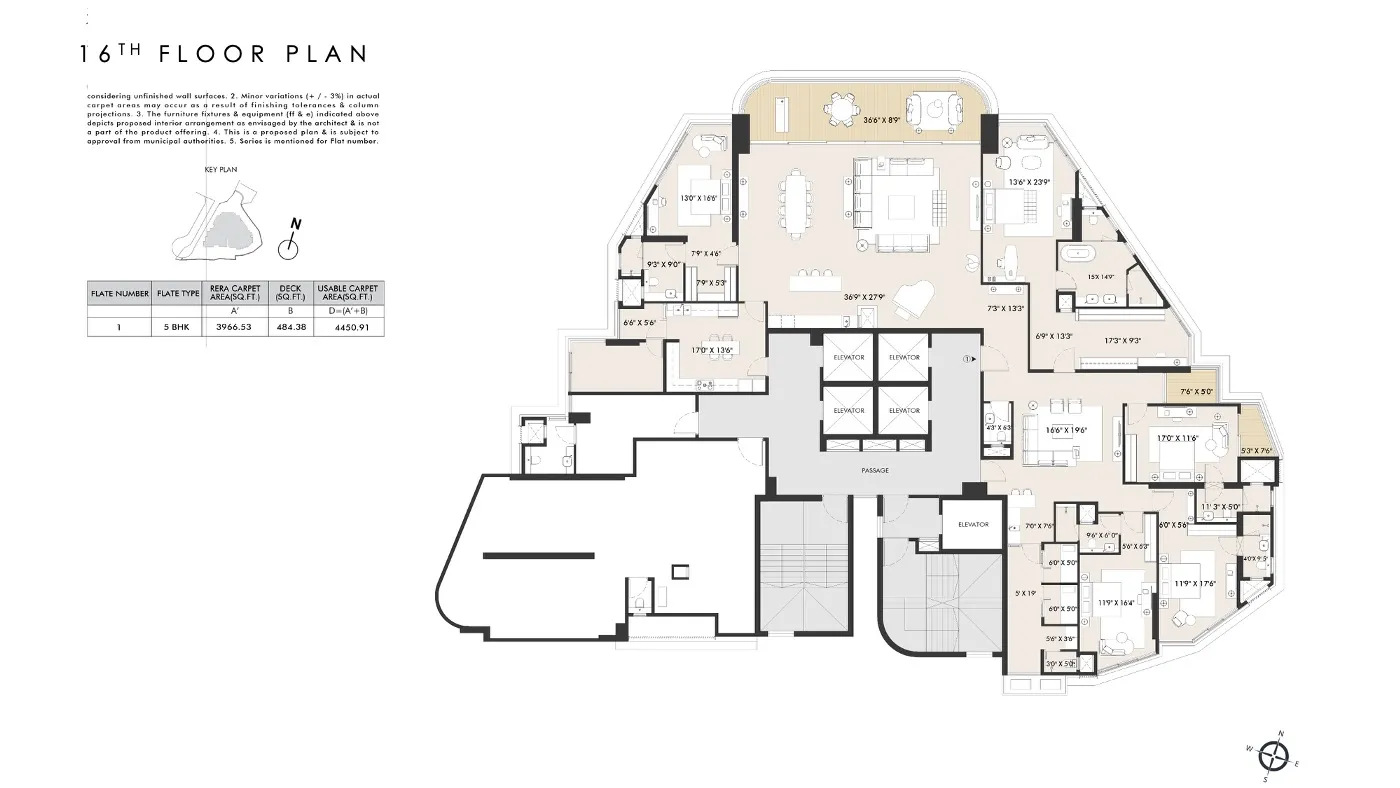 16TH FLOOR PLAN
considering unfinished wall surfaces. 2. Minor variations (+ / - 3%) in actual
carpet areas may occur as a result of finishing tolerances & column
projections. 3. The furniture fixtures & equipment (ff & e) indicated above
depicts proposed interior arrangement as envisaged by the architect & is not
a part of the product offering. 4. This is a proposed plan & is subject to
approval from municipal authorities. 5. Series is mentioned for Flat number.
KEY PLAN
N
FLATE NUMBER FLATE TYPE RERA CARPET AREA(SQ.FT.) DECK (SQ.FT.) USABLE CARPET AREA(SQ.FT.)
A' B D=(A'+B)
1 5 BHK 3966.53 484.38 4450.91
36'6" X 8'9"
13'6" X 23'9"
13'0" X 16'6"
7'9" X 4'6"
9'3" X 9'0"
15'X 14'9"
7'9" X 5'3"
36'9" X 27'9"
7'3" X 13'3"
6'6" X 5'6"
6'9" X 13'3"
17'3" X 9'3"
17'0" X 13'6"
ELEVATOR
ELEVATOR
1
7'6" X 5'0"
ELEVATOR
ELEVATOR
4'3" X 6'3
16'6" X 19'6"
17'0" X 11'6"
5'3" X 7'6"
PASSAGE
11' 3" X 5'0"
ELEVATOR
7'0" X 7'6"
6'0" X 5'6"
9'6" X 6'0"
5'6" X 6'3"
4'0"X 9' 5"
6'0" X 5'0"
11'9" X 17'6"
5' X 19'
6'0" X 5'0"
11'9" X 16'4"
5'6" X 3'6"
3'0" X 5'0"
N
W
E
S